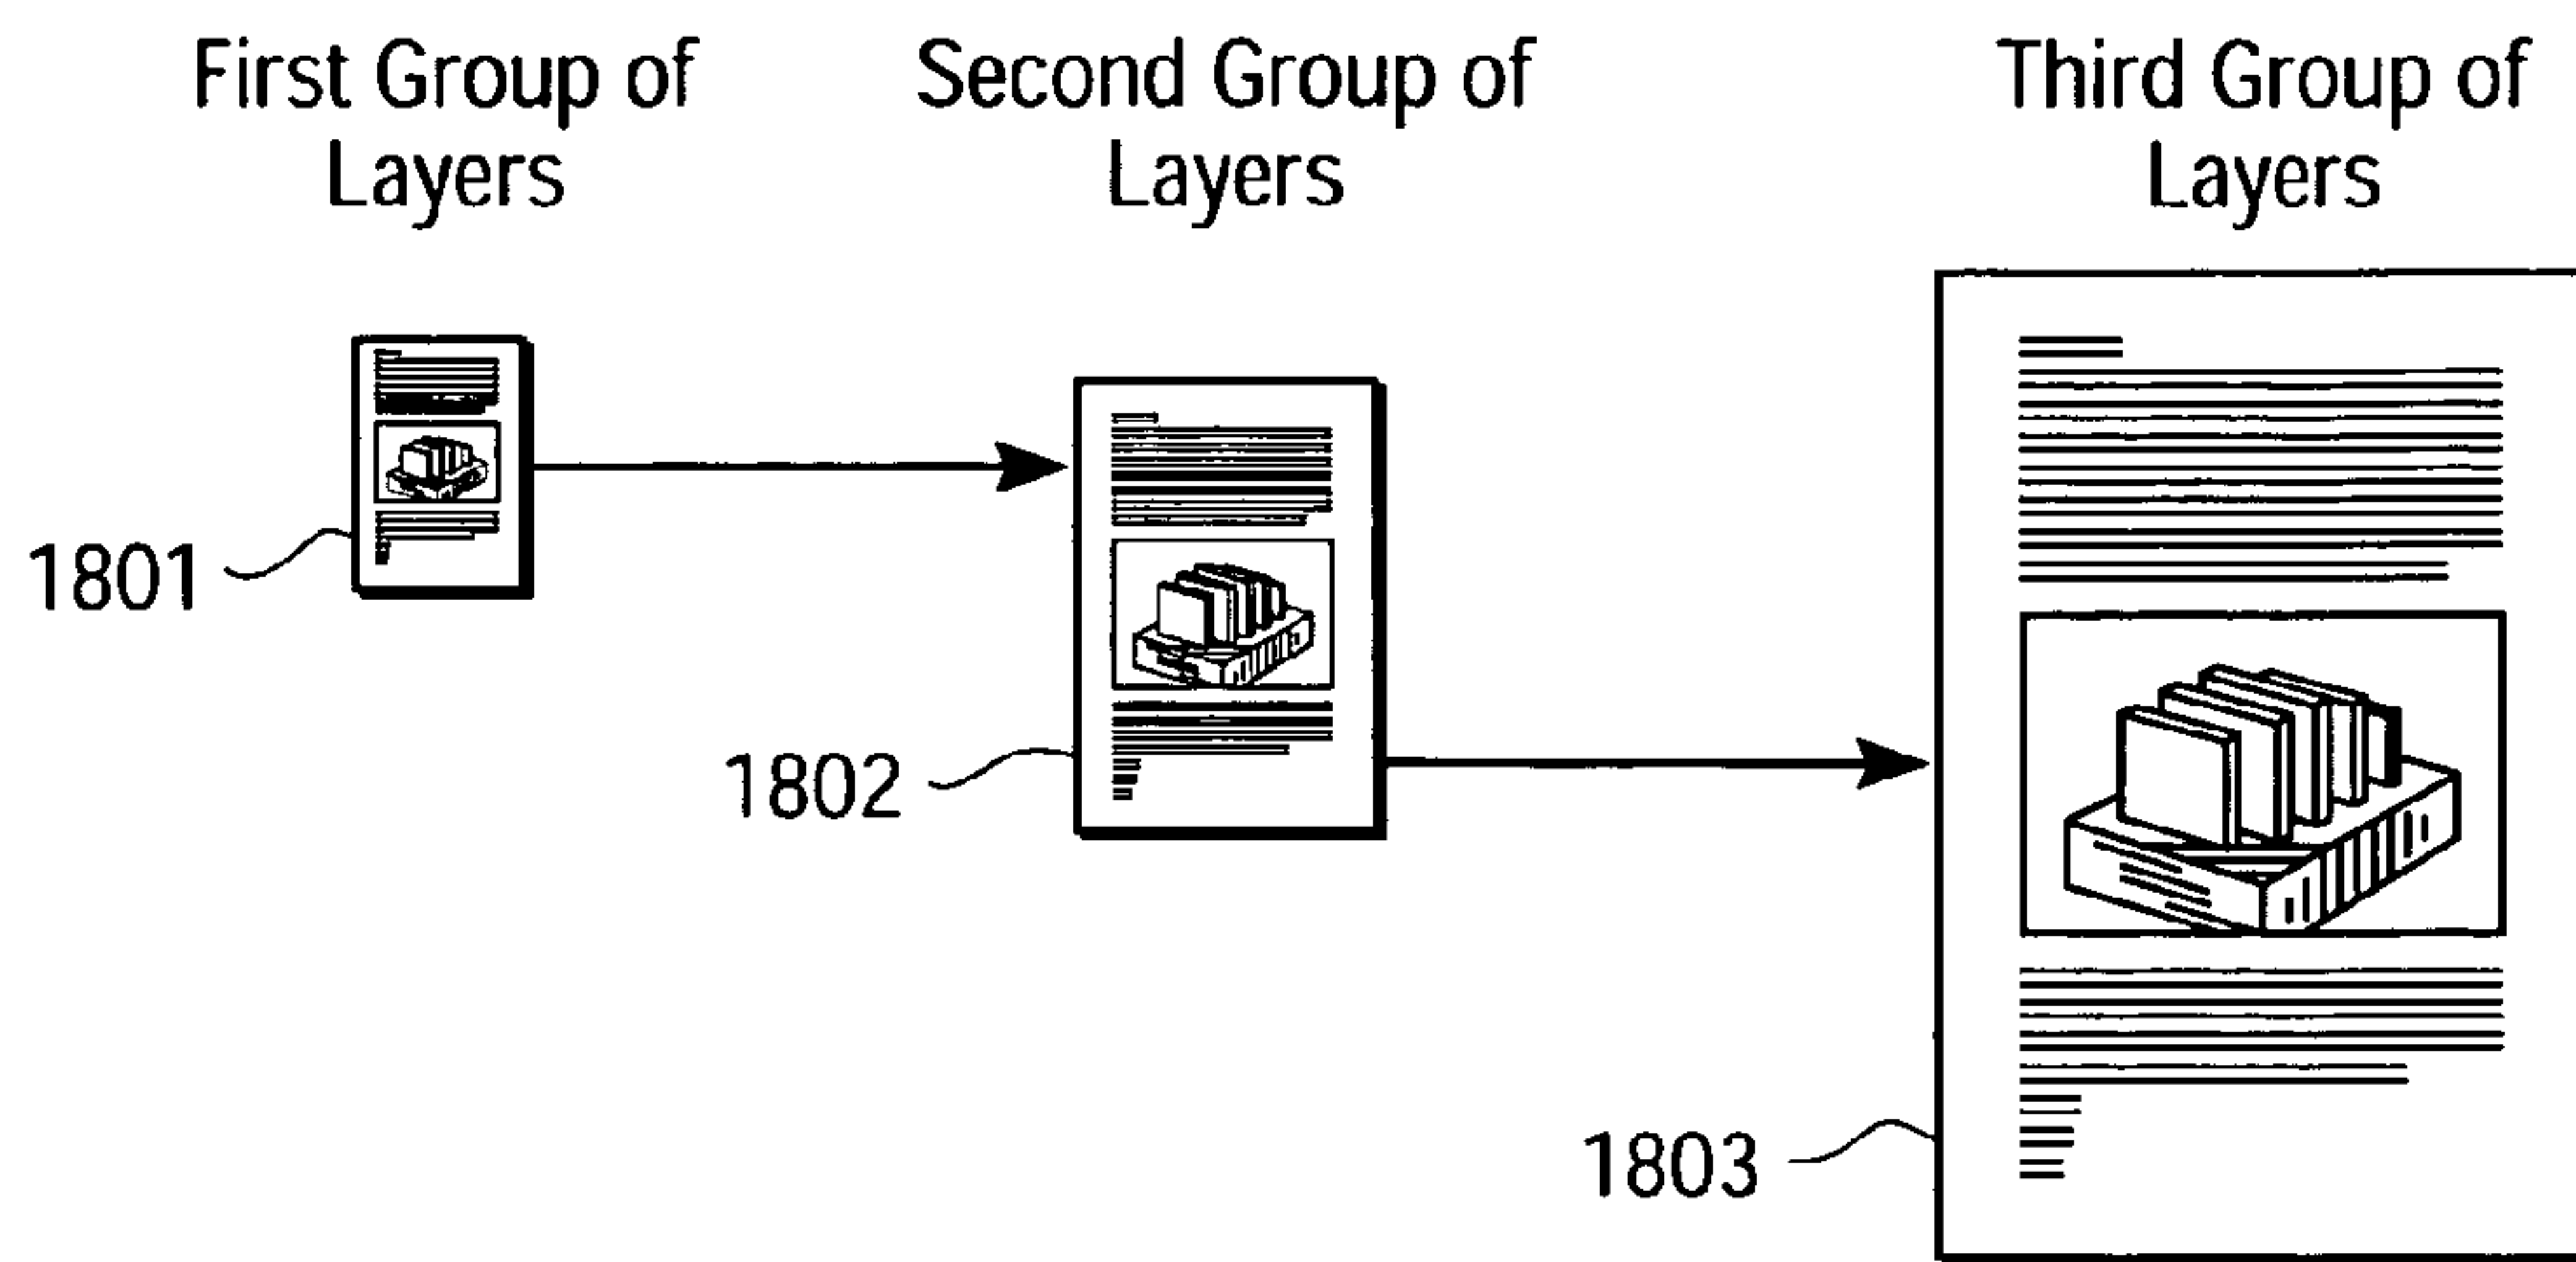 First Group of
Layers
Second Group of
Layers
Third Group of
Layers
1801
1802
1803